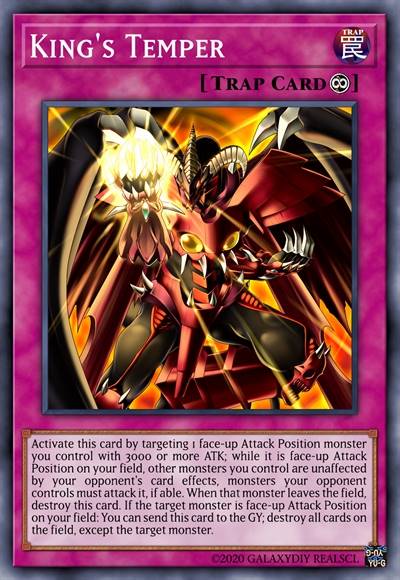 King's Temper
TRAP
罠
[Trap Card]
Activate this card by targeting 1 face-up Attack Position monster
you control with 3000 or more ATK; while it is face-up Attack
Position on your field, other monsters you control are unaffected
by your opponent's card effects, monsters your opponent
controls must attack it, if able. When that monster leaves the field,
destroy this card. If the target monster is face-up Attack Position
on your field: You can send this card to the GY; destroy all cards on
the field, except the target monster.
©2020 GALAXYDIY REALSCL
YU-G